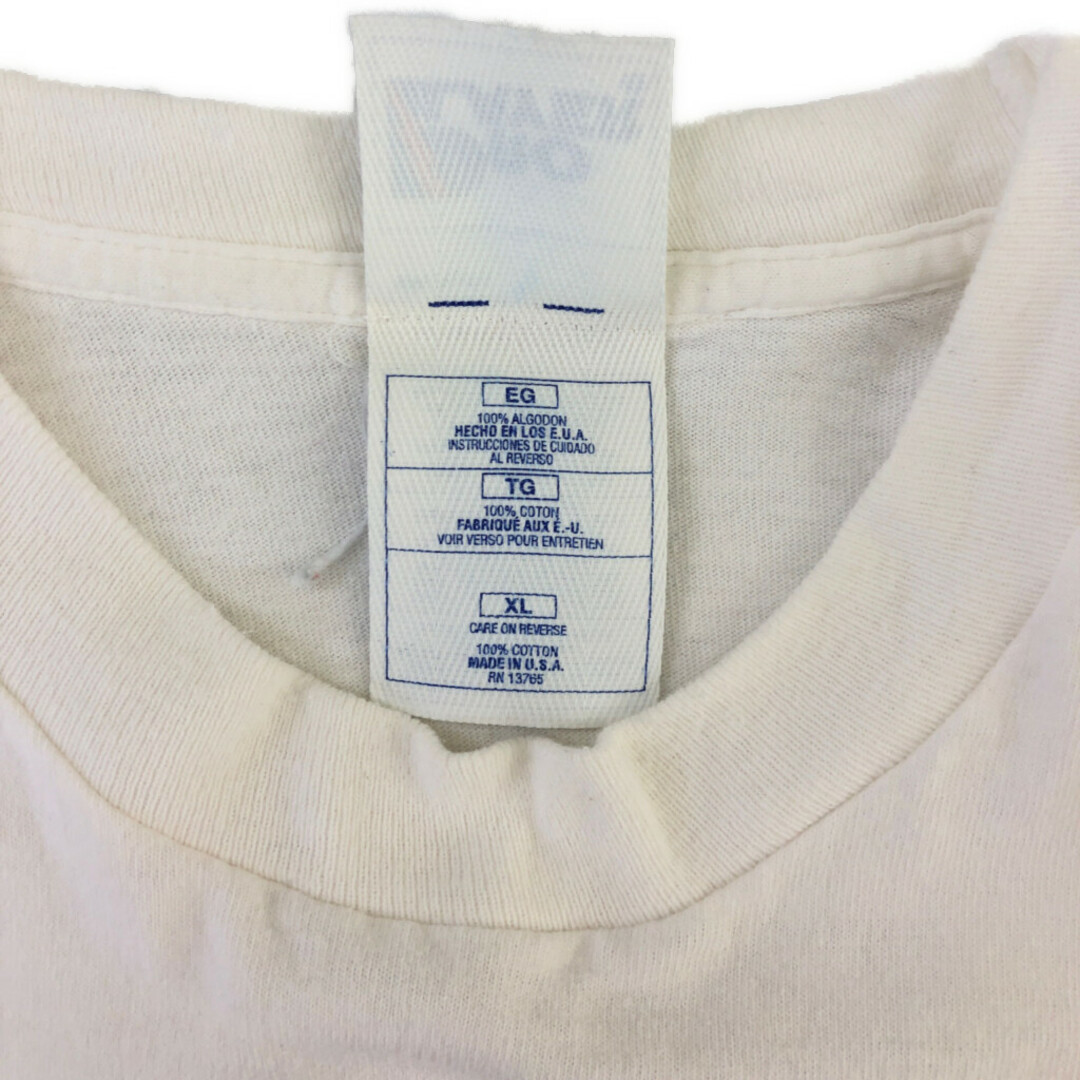 EG
100% ALGODON
HECHO EN LOS E.U.A.
INSTRUCCIONES DE CUIDADO
AL REVERSO
TG
100% COTON
FABRIQUÉ AUX É.-U.
VOIR VERSO POUR ENTRETIEN
XL
CARE ON REVERSE
100% COTTON
MADE IN U.S.A.
RN 13765